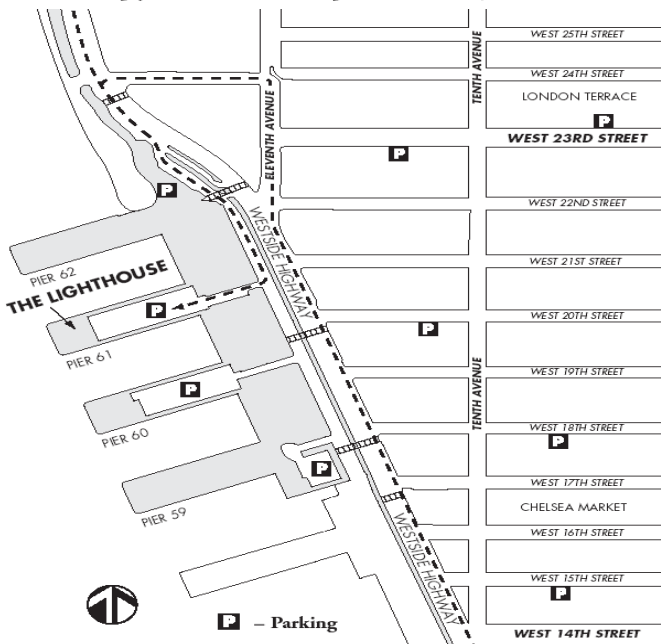 WEST 25TH STREET
TENTH AVENUE
WEST 24TH STREET
LONDON TERRACE
P
WEST 23RD STREET
ELEVENTH AVENUE
P
P
WEST 22ND STREET
WESTSIDE HIGHWAY
WEST 21ST STREET
PIER 62
THE LIGHTHOUSE
P
WEST 20TH STREET
P
PIER 61
WEST 19TH STREET
TENTH AVENUE
P
WEST 18TH STREET
PIER 60
P
P
WEST 17TH STREET
CHELSEA MARKET
PIER 59
WESTSIDE HIGHWAY
WEST 16TH STREET
WEST 15TH STREET
P
P – Parking
WEST 14TH STREET